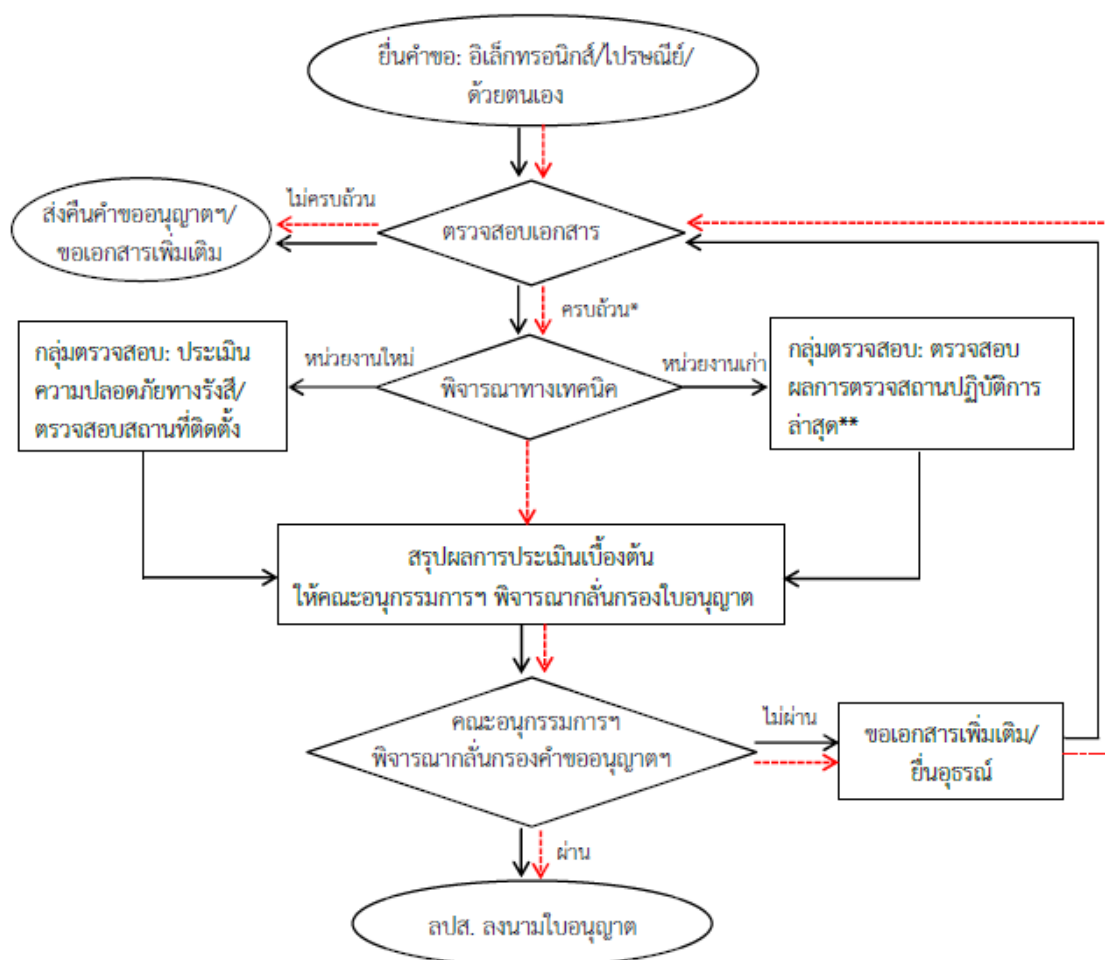 ยื่นคำขอ: อิเล็กทรอนิกส์/ไปรษณีย์/
ด้วยตนเอง
ไม่ครบถ้วน
ส่งคืนคำขออนุญาตฯ/
ขอเอกสารเพิ่มเติม
ตรวจสอบเอกสาร
ครบถ้วน*
กลุ่มตรวจสอบ: ประเมิน
ความปลอดภัยทางรังสี/
ตรวจสอบสถานที่ติดตั้ง
หน่วยงานใหม่
พิจารณาทางเทคนิค
หน่วยงานเก่า
กลุ่มตรวจสอบ: ตรวจสอบ
ผลการตรวจสถานปฏิบัติการ
ล่าสุด**
สรุปผลการประเมินเบื้องต้น
ให้คณะอนุกรรมการฯ พิจารณากลั่นกรองใบอนุญาต
คณะอนุกรรมการฯ
พิจารณากลั่นกรองคำขออนุญาตฯ
ไม่ผ่าน
ขอเอกสารเพิ่มเติม/
ยื่นอุธรณ์
ผ่าน
ลปส. ลงนามใบอนุญาต